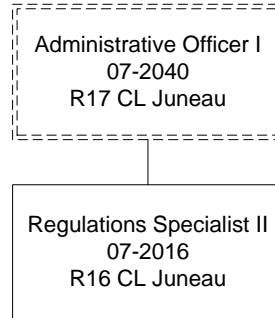 Administrative Officer I
07-2040
R17 CL Juneau
Regulations Specialist II
07-2016
R16 CL Juneau